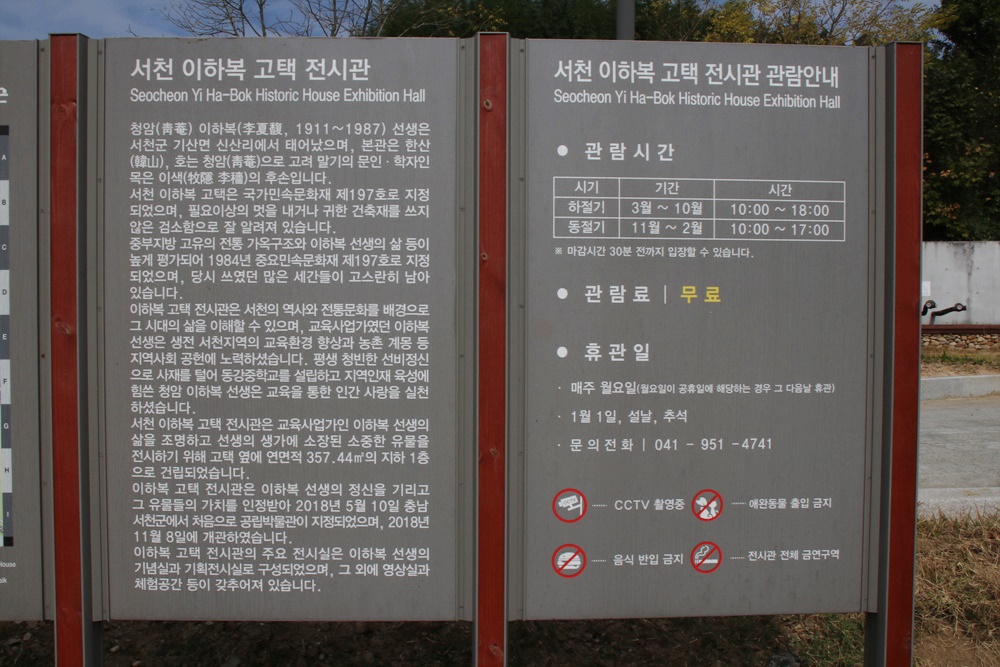 은
A
B
C
D
E
F
G
H
I
House
alk
서천 이하복 고택 전시관
Seocheon Yi Ha-Bok Historic House Exhibition Hall
청암(靑菴) 이하복(李夏馥, 1911～1987) 선생은
서천군 기산면 신산리에서 태어났으며, 본관은 한산
(韓山), 호는 청암(靑菴)으로 고려 말기의 문인 · 학자인
목은 이색(牧隱 李穡)의 후손입니다.
서천 이하복 고택은 국가민속문화재 제197호로 지정
되었으며, 필요이상의 멋을 내거나 귀한 건축재를 쓰지
않은 검소함으로 잘 알려져 있습니다.
중부지방 고유의 전통 가옥구조와 이하복 선생의 삶 등이
높게 평가되어 1984년 중요민속문화재 제197호로 지정
되었으며, 당시 쓰였던 많은 세간들이 고스란히 남아
있습니다.
이하복 고택 전시관은 서천의 역사와 전통문화를 배경으로
그 시대의 삶을 이해할 수 있으며, 교육사업가였던 이하복
선생은 생전 서천지역의 교육환경 향상과 농촌 계몽 등
지역사회 공헌에 노력하셨습니다. 평생 청빈한 선비정신
으로 사재를 털어 동강중학교를 설립하고 지역인재 육성에
힘쓴 청암 이하복 선생은 교육을 통한 인간 사랑을 실천
하셨습니다.
서천 이하복 고택 전시관은 교육사업가인 이하복 선생의
삶을 조명하고 선생의 생가에 소장된 소중한 유물을
전시하기 위해 고택 옆에 연면적 357.44㎡의 지하 1층
으로 건립되었습니다.
이하복 고택 전시관은 이하복 선생의 정신을 기리고
그 유물들의 가치를 인정받아 2018년 5월 10일 충남
서천군에서 처음으로 공립박물관이 지정되었으며, 2018년
11월 8일에 개관하였습니다.
이하복 고택 전시관의 주요 전시실은 이하복 선생의
기념실과 기획전시실로 구성되었으며, 그 외에 영상실과
체험공간 등이 갖추어져 있습니다.
서천 이하복 고택 전시관 관람안내
Seocheon Yi Ha-Bok Historic House Exhibition Hall
● 관람시간
시기 기간 시간
하절기 3월 ～ 10월 10:00 ～ 18:00
동절기 11월 ～ 2월 10:00 ～ 17:00
※ 마감시간 30분 전까지 입장할 수 있습니다.
● 관람료 | 무료
● 휴관일
· 매주 월요일(월요일이 공휴일에 해당하는 경우 그 다음날 휴관)
· 1월 1일, 설날, 추석
· 문의전화 | 041 - 951 -4741
CCTV 촬영중 애완동물 출입 금지
음식 반입 금지 전시관 전체 금연구역